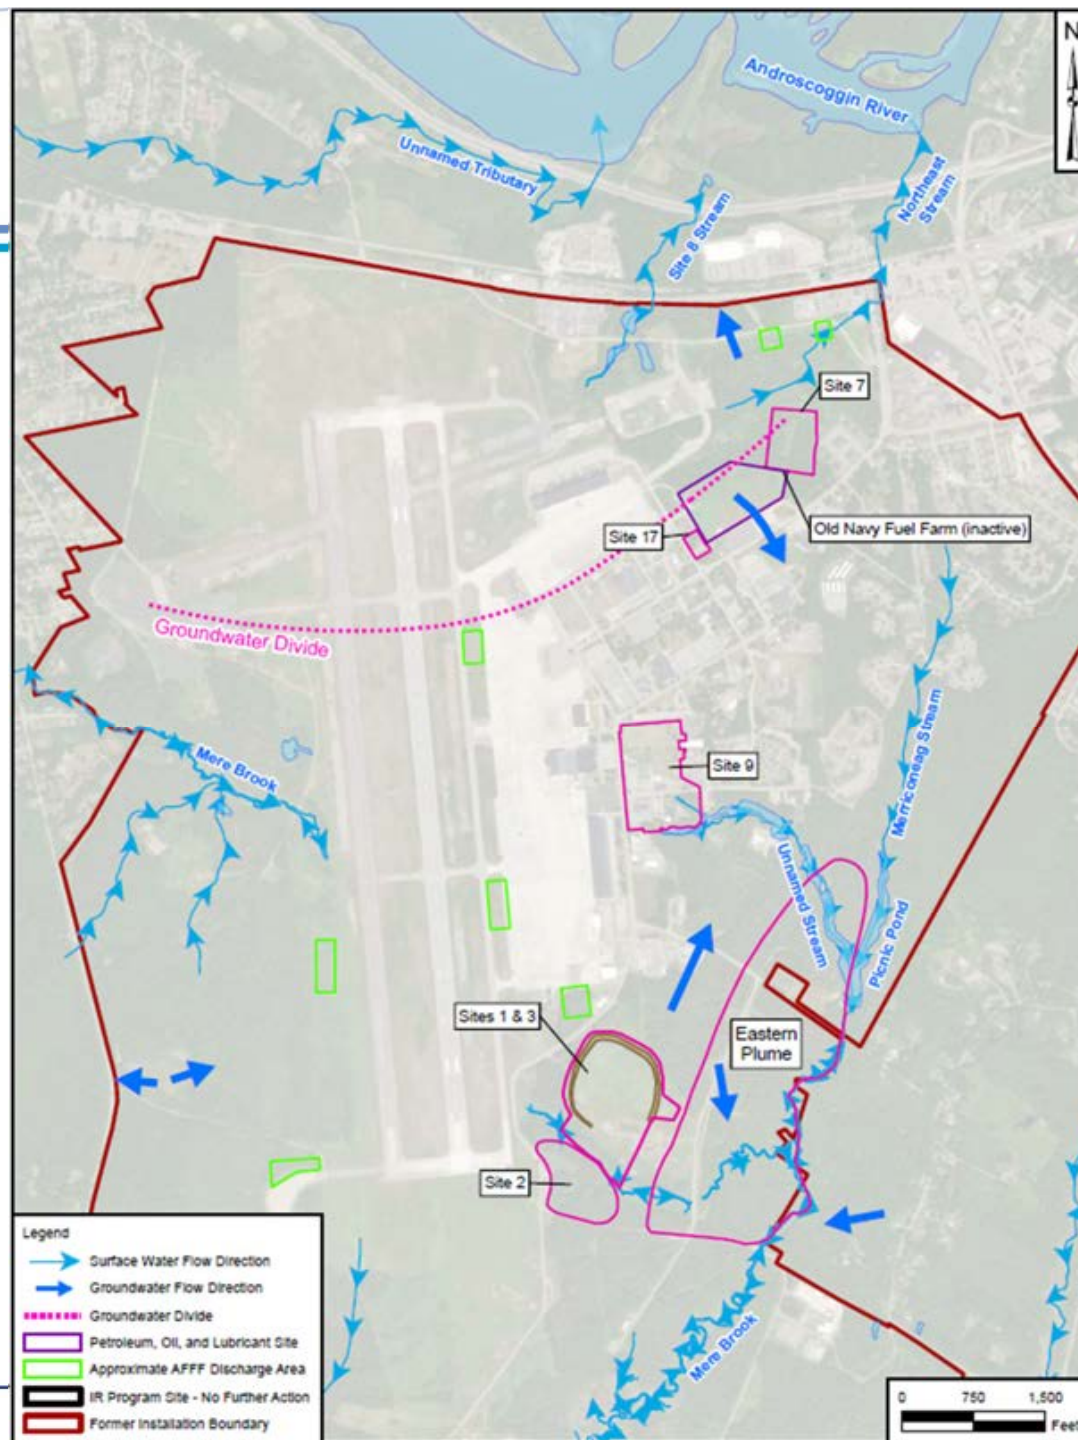 N
Androscoggin River
Unnamed Tributary
Northeast
Stream
Site 8 Stream
Site 7
Old Navy Fuel Farm (inactive)
Site 17
Groundwater Divide
Merriconeag Stream
Mere Brook
Site 9
Unnamed Stream
Picnic Pond
Sites 1 & 3
Eastern
Plume
Site 2
Mere Brook
Legend
Surface Water Flow Direction
Groundwater Flow Direction
Groundwater Divide
Petroleum, Oil, and Lubricant Site
Approximate AFFF Discharge Area
IR Program Site - No Further Action
Former Installation Boundary
0 750 1,500
Feet